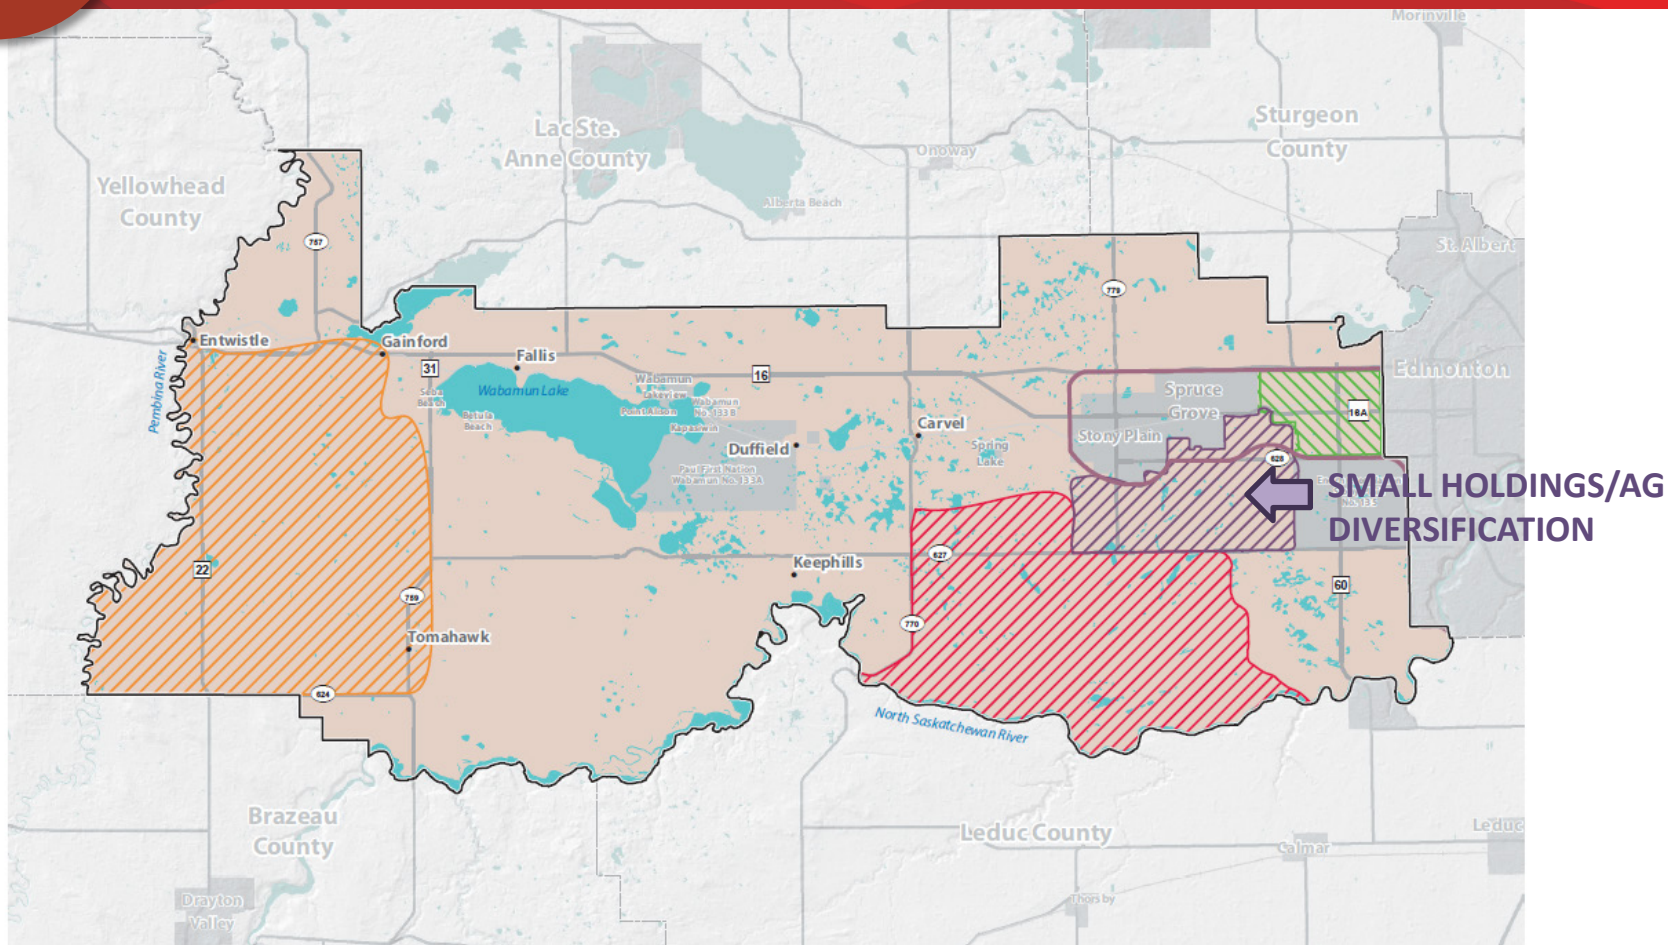 Morinville
Sturgeon
County
Lac Ste.
Anne County
Onoway
Yellowhead
County
Alberta Beach
St. Albert
757
779
Entwistle
Gainford
Fallis
31
16
Edmonton
Pembina River
Wabamun Lake
Seba
Beach
Betula
Beach
Wabamun
Lakeview
Point Alison
Wabamun
No. 133B
Kapasiwin
Spruce
Grove
16A
Carvel
Stony Plain
Duffield
Spring
Lake
628
Paul First Nation
Wabamun No. 133A
SMALL HOLDINGS/AG
DIVERSIFICATION
627
Keephills
22
60
759
770
Tomahawk
624
North Saskatchewan River
Brazeau
County
Leduc County
Leduc
Calmar
Drayton
Valley
Thorsby